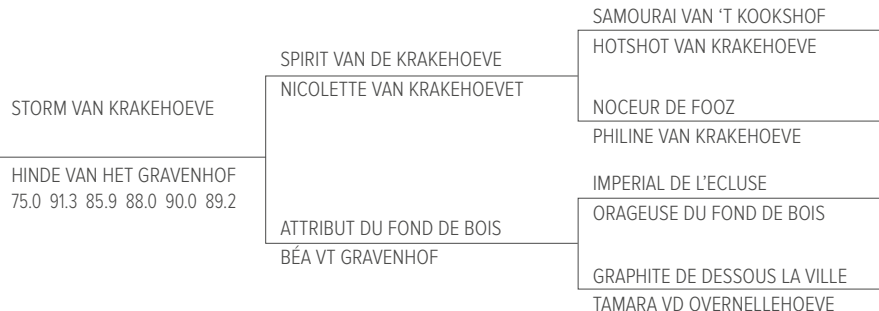 STORM VAN KRAKEHOEVE
HINDE VAN HET GRAVENHOF
75.0 91.3 85.9 88.0 90.0 89.2
SPIRIT VAN DE KRAKEHOEVE
NICOLETTE VAN KRAKEHOEVET
ATTRIBUT DU FOND DE BOIS
BÉA VT GRAVENHOF
SAMOURAI VAN ‘T KOOKSHOF
HOTSHOT VAN KRAKEHOEVE
NOCEUR DE FOOZ
PHILINE VAN KRAKEHOEVE
IMPERIAL DE L’ECLUSE
ORAGEUSE DU FOND DE BOIS
GRAPHITE DE DESSOUS LA VILLE
TAMARA VD OVERNELLEHOEVE